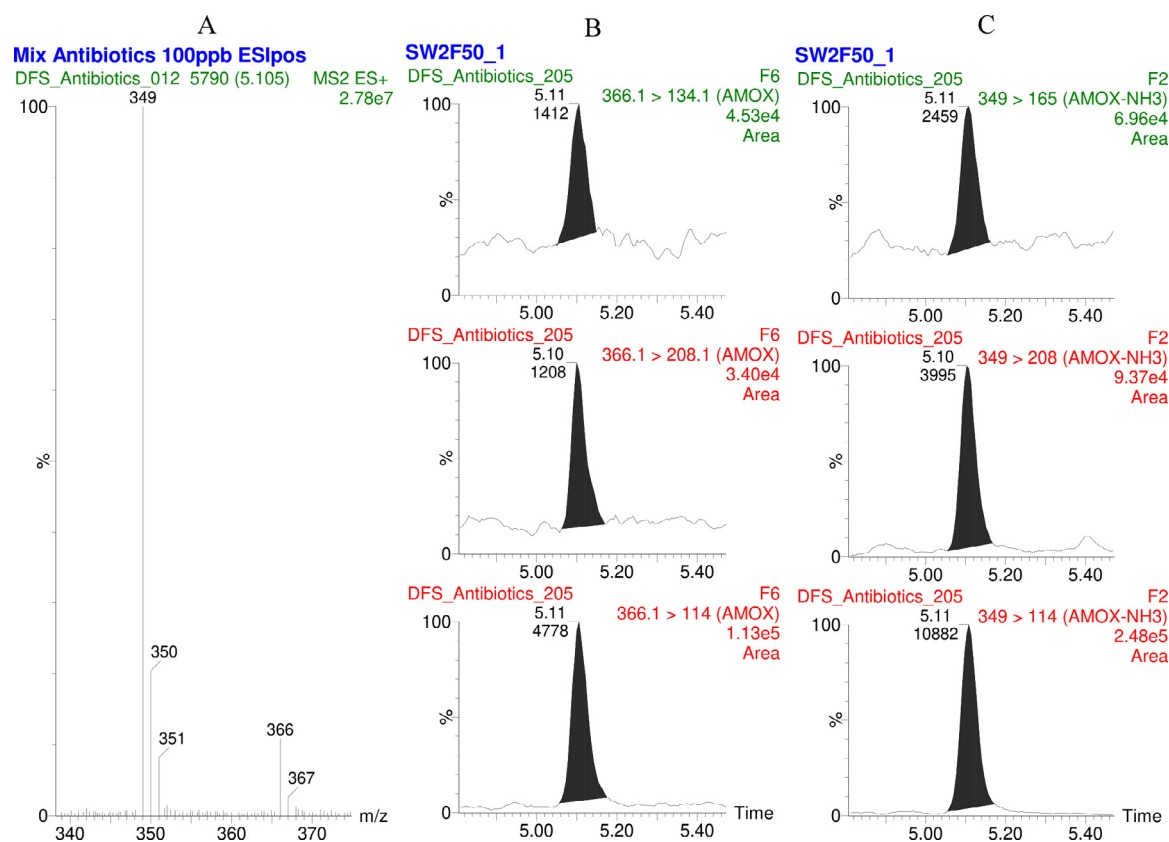 A
Mix Antibiotics 100ppb ESIpos
DFS_Antibiotics_012 5790 (5.105) MS2 ES+
2.78e7
100
349
%
350
351
366
367
0
340 350 360 370 m/z
B
SW2F50_1
DFS_Antibiotics_205 F6
366.1 > 134.1 (AMOX)
4.53e4
Area
5.11
1412
100
%
0
5.00 5.20 5.40
DFS_Antibiotics_205 F6
366.1 > 208.1 (AMOX)
3.40e4
Area
5.10
1208
100
%
0
5.00 5.20 5.40
DFS_Antibiotics_205 F6
366.1 > 114 (AMOX)
1.13e5
Area
5.11
4778
100
%
0
Time
5.00 5.20 5.40
C
SW2F50_1
DFS_Antibiotics_205 F2
349 > 165 (AMOX-NH3)
6.96e4
Area
5.11
2459
100
%
0
5.00 5.20 5.40
DFS_Antibiotics_205 F2
349 > 208 (AMOX-NH3)
9.37e4
Area
5.10
3995
100
%
0
5.00 5.20 5.40
DFS_Antibiotics_205 F2
349 > 114 (AMOX-NH3)
2.48e5
Area
5.11
10882
100
%
0
Time
5.00 5.20 5.40